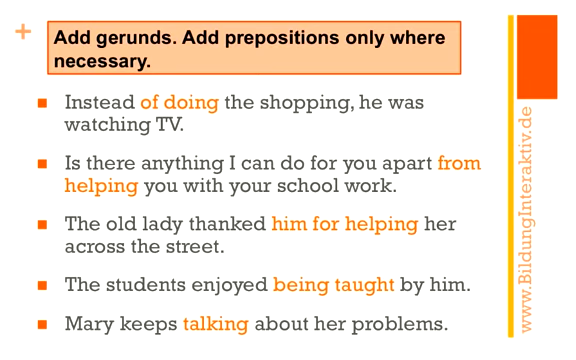 +
Add gerunds. Add prepositions only where
necessary.
Instead of doing the shopping, he was
watching TV.
Is there anything I can do for you apart from
helping you with your school work.
The old lady thanked him for helping her
across the street.
The students enjoyed being taught by him.
Mary keeps talking about her problems.
www.BildungInteraktiv.de